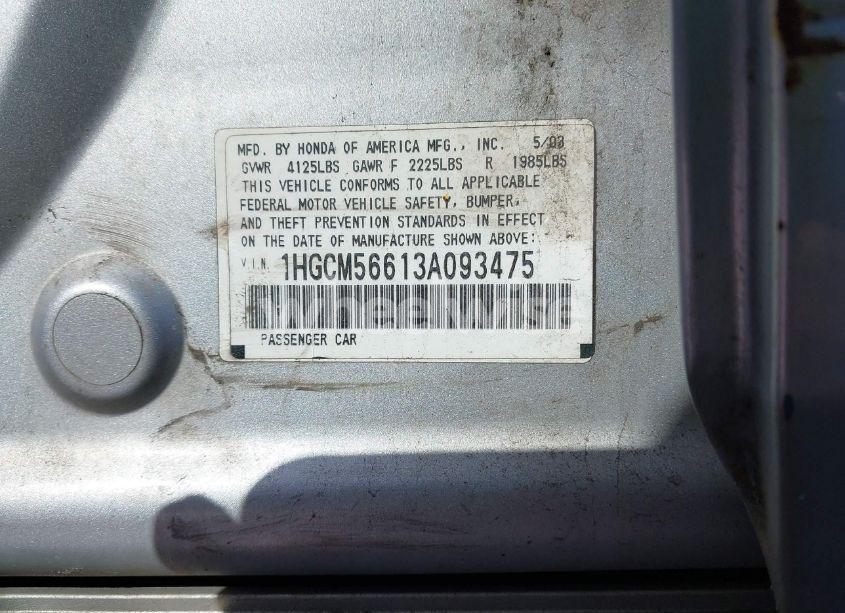 MFD. BY HONDA OF AMERICA MFG., INC. 5/03
GVWR 4125LBS GAWR F 2225LBS R 1985LBS
THIS VEHICLE CONFORMS TO ALL APPLICABLE
FEDERAL MOTOR VEHICLE SAFETY, BUMPER,
AND THEFT PREVENTION STANDARDS IN EFFECT
ON THE DATE OF MANUFACTURE SHOWN ABOVE:
V.I.N. 1HGCM56613A093475
PASSENGER CAR